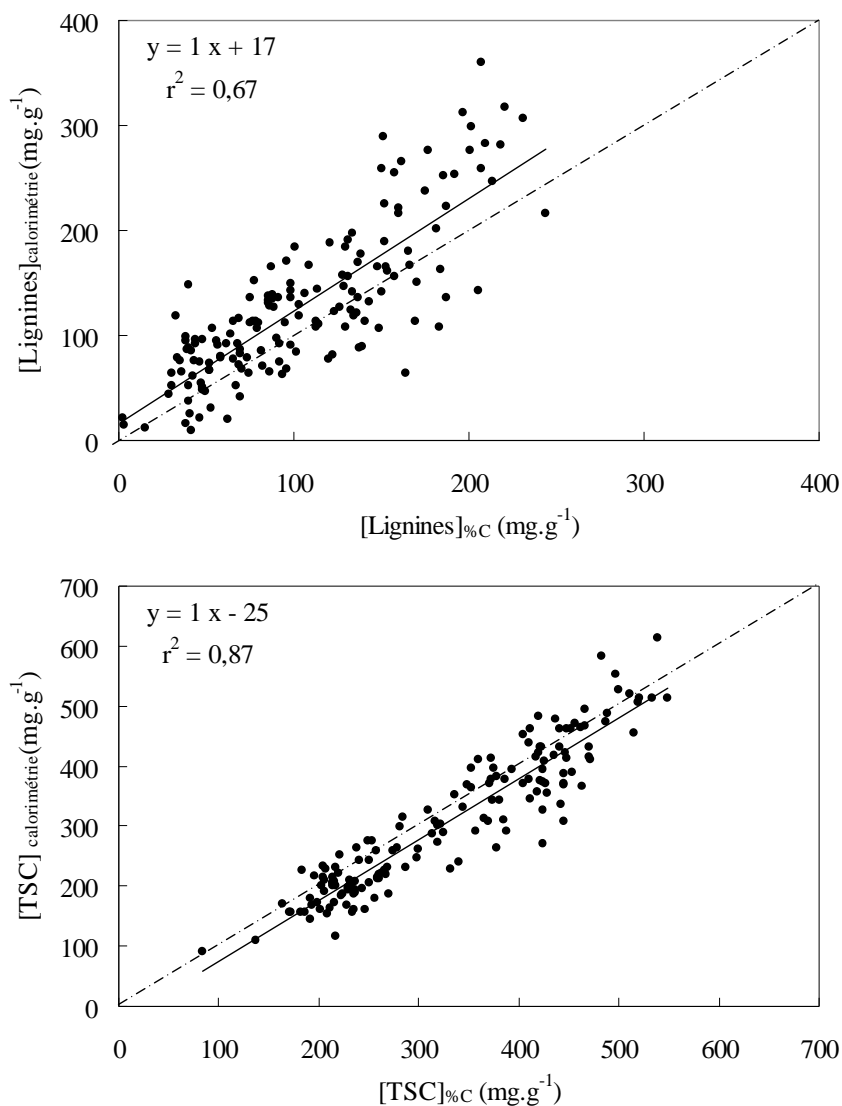 400
y = 1 x + 17
r² = 0,67
300
[Lignines]calorimétrie(mg.g⁻¹)
200
100
0
0 100 200 300 400
[Lignines]%C (mg.g⁻¹)
700
y = 1 x - 25
r² = 0,87
600
500
[TSC] calorimétrie(mg.g⁻¹)
400
300
200
100
0
0 100 200 300 400 500 600 700
[TSC]%C (mg.g⁻¹)